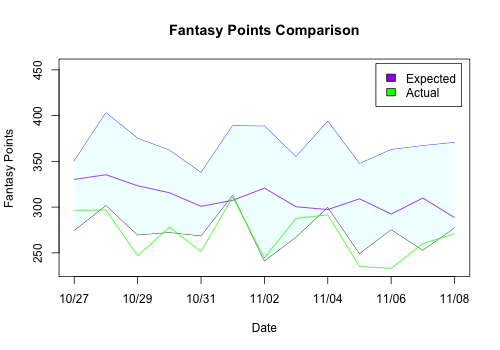 Fantasy Points Comparison
Expected
Actual
450
400
350
300
250
Fantasy Points
10/27
10/29
10/31
11/02
11/04
11/06
11/08
Date